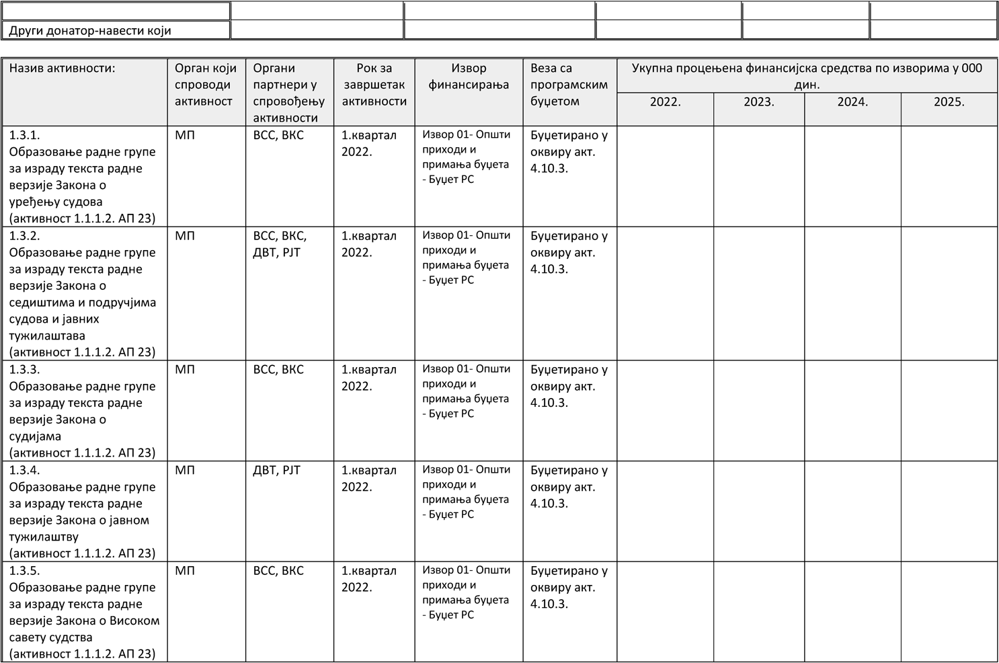 Други донатор-навести који
Назив активности:
Орган који
спроводи
активност
Органи
партнери у
спровођењу
активности
Рок за
завршетак
активности
Извор
финансирања
Веза са
програмским
буџетом
Укупна процењена финансијска средства по изворима у 000
дин.
2022.
2023.
2024.
2025.
1.3.1.
Образовање радне групе
за израду текста радне
верзије Закона о
уређењу судова
(активност 1.1.1.2. АП 23)
МП
ВСС, ВКС
1.квартал
2022.
Извор 01- Општи
приходи и
примања буџета
- Буџет РС
Буџетирано у
оквиру акт.
4.10.3.
1.3.2.
Образовање радне групе
за израду текста радне
верзије Закона о
седиштима и подручјима
судова и јавних
тужилаштава
(активност 1.1.1.2. АП 23)
МП
ВСС, ВКС,
ДВТ, РЈТ
1.квартал
2022.
Извор 01- Општи
приходи и
примања буџета
- Буџет РС
Буџетирано у
оквиру акт.
4.10.3.
1.3.3.
Образовање радне групе
за израду текста радне
верзије Закона о
судијама
(активност 1.1.1.2. АП 23)
МП
ВСС, ВКС
1.квартал
2022.
Извор 01- Општи
приходи и
примања буџета
- Буџет РС
Буџетирано у
оквиру акт.
4.10.3.
1.3.4.
Образовање радне групе
за израду текста радне
верзије Закона о јавном
тужилаштву
(активност 1.1.1.2. АП 23)
МП
ДВТ, РЈТ
1.квартал
2022.
Извор 01- Општи
приходи и
примања буџета
- Буџет РС
Буџетирано у
оквиру акт.
4.10.3.
1.3.5.
Образовање радне групе
за израду текста радне
верзије Закона о Високом
савету судства
(активност 1.1.1.2. АП 23)
МП
ВСС, ВКС
1.квартал
2022.
Извор 01- Општи
приходи и
примања буџета
- Буџет РС
Буџетирано у
оквиру акт.
4.10.3.